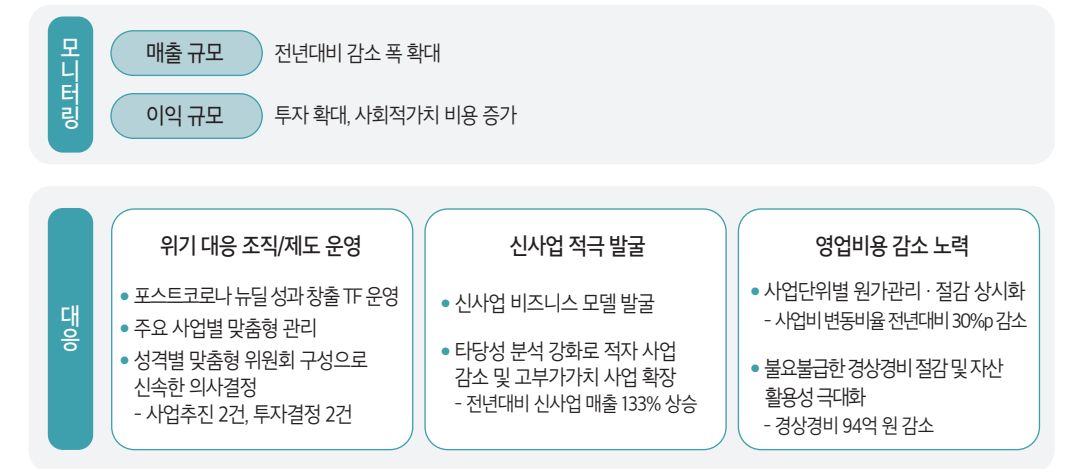 모니터링
매출 규모 전년대비 감소 폭 확대
이익 규모 투자 확대, 사회적가치 비용 증가
대응
위기 대응 조직/제도 운영
• 포스트코로나 뉴딜 성과 창출 TF 운영
• 주요 사업별 맞춤형 관리
• 성격별 맞춤형 위원회 구성으로
신속한 의사결정
- 사업추진 2건, 투자결정 2건
신사업 적극 발굴
• 신사업 비즈니스 모델 발굴
• 타당성 분석 강화로 적자 사업
감소 및 고부가가치 사업 확장
- 전년대비 신사업 매출 133% 상승
영업비용 감소 노력
• 사업단위별 원가관리 · 절감 상시화
- 사업비 변동비율 전년대비 30%p 감소
• 불요불급한 경상경비 절감 및 자산
활용성 극대화
- 경상경비 94억 원 감소